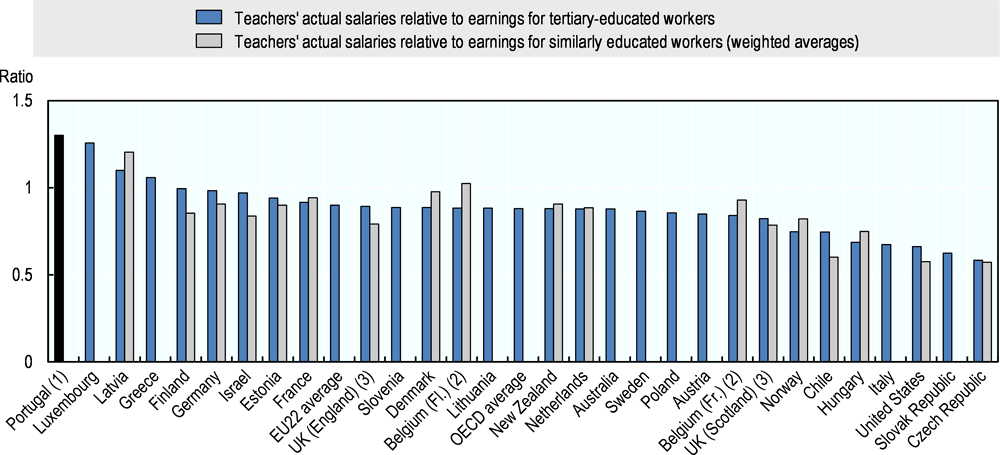 Teachers' actual salaries relative to earnings for tertiary-educated workers
Teachers' actual salaries relative to earnings for similarly educated workers (weighted averages)
Ratio
1.5
1
0.5
0
Portugal (1)
Luxembourg
Latvia
Greece
Finland
Germany
Israel
Estonia
France
EU22 average
UK (England) (3)
Slovenia
Denmark
Belgium (Fl.) (2)
Lithuania
OECD average
New Zealand
Netherlands
Australia
Sweden
Poland
Austria
Belgium (Fr.) (2)
UK (Scotland) (3)
Norway
Chile
Hungary
Italy
United States
Slovak Republic
Czech Republic